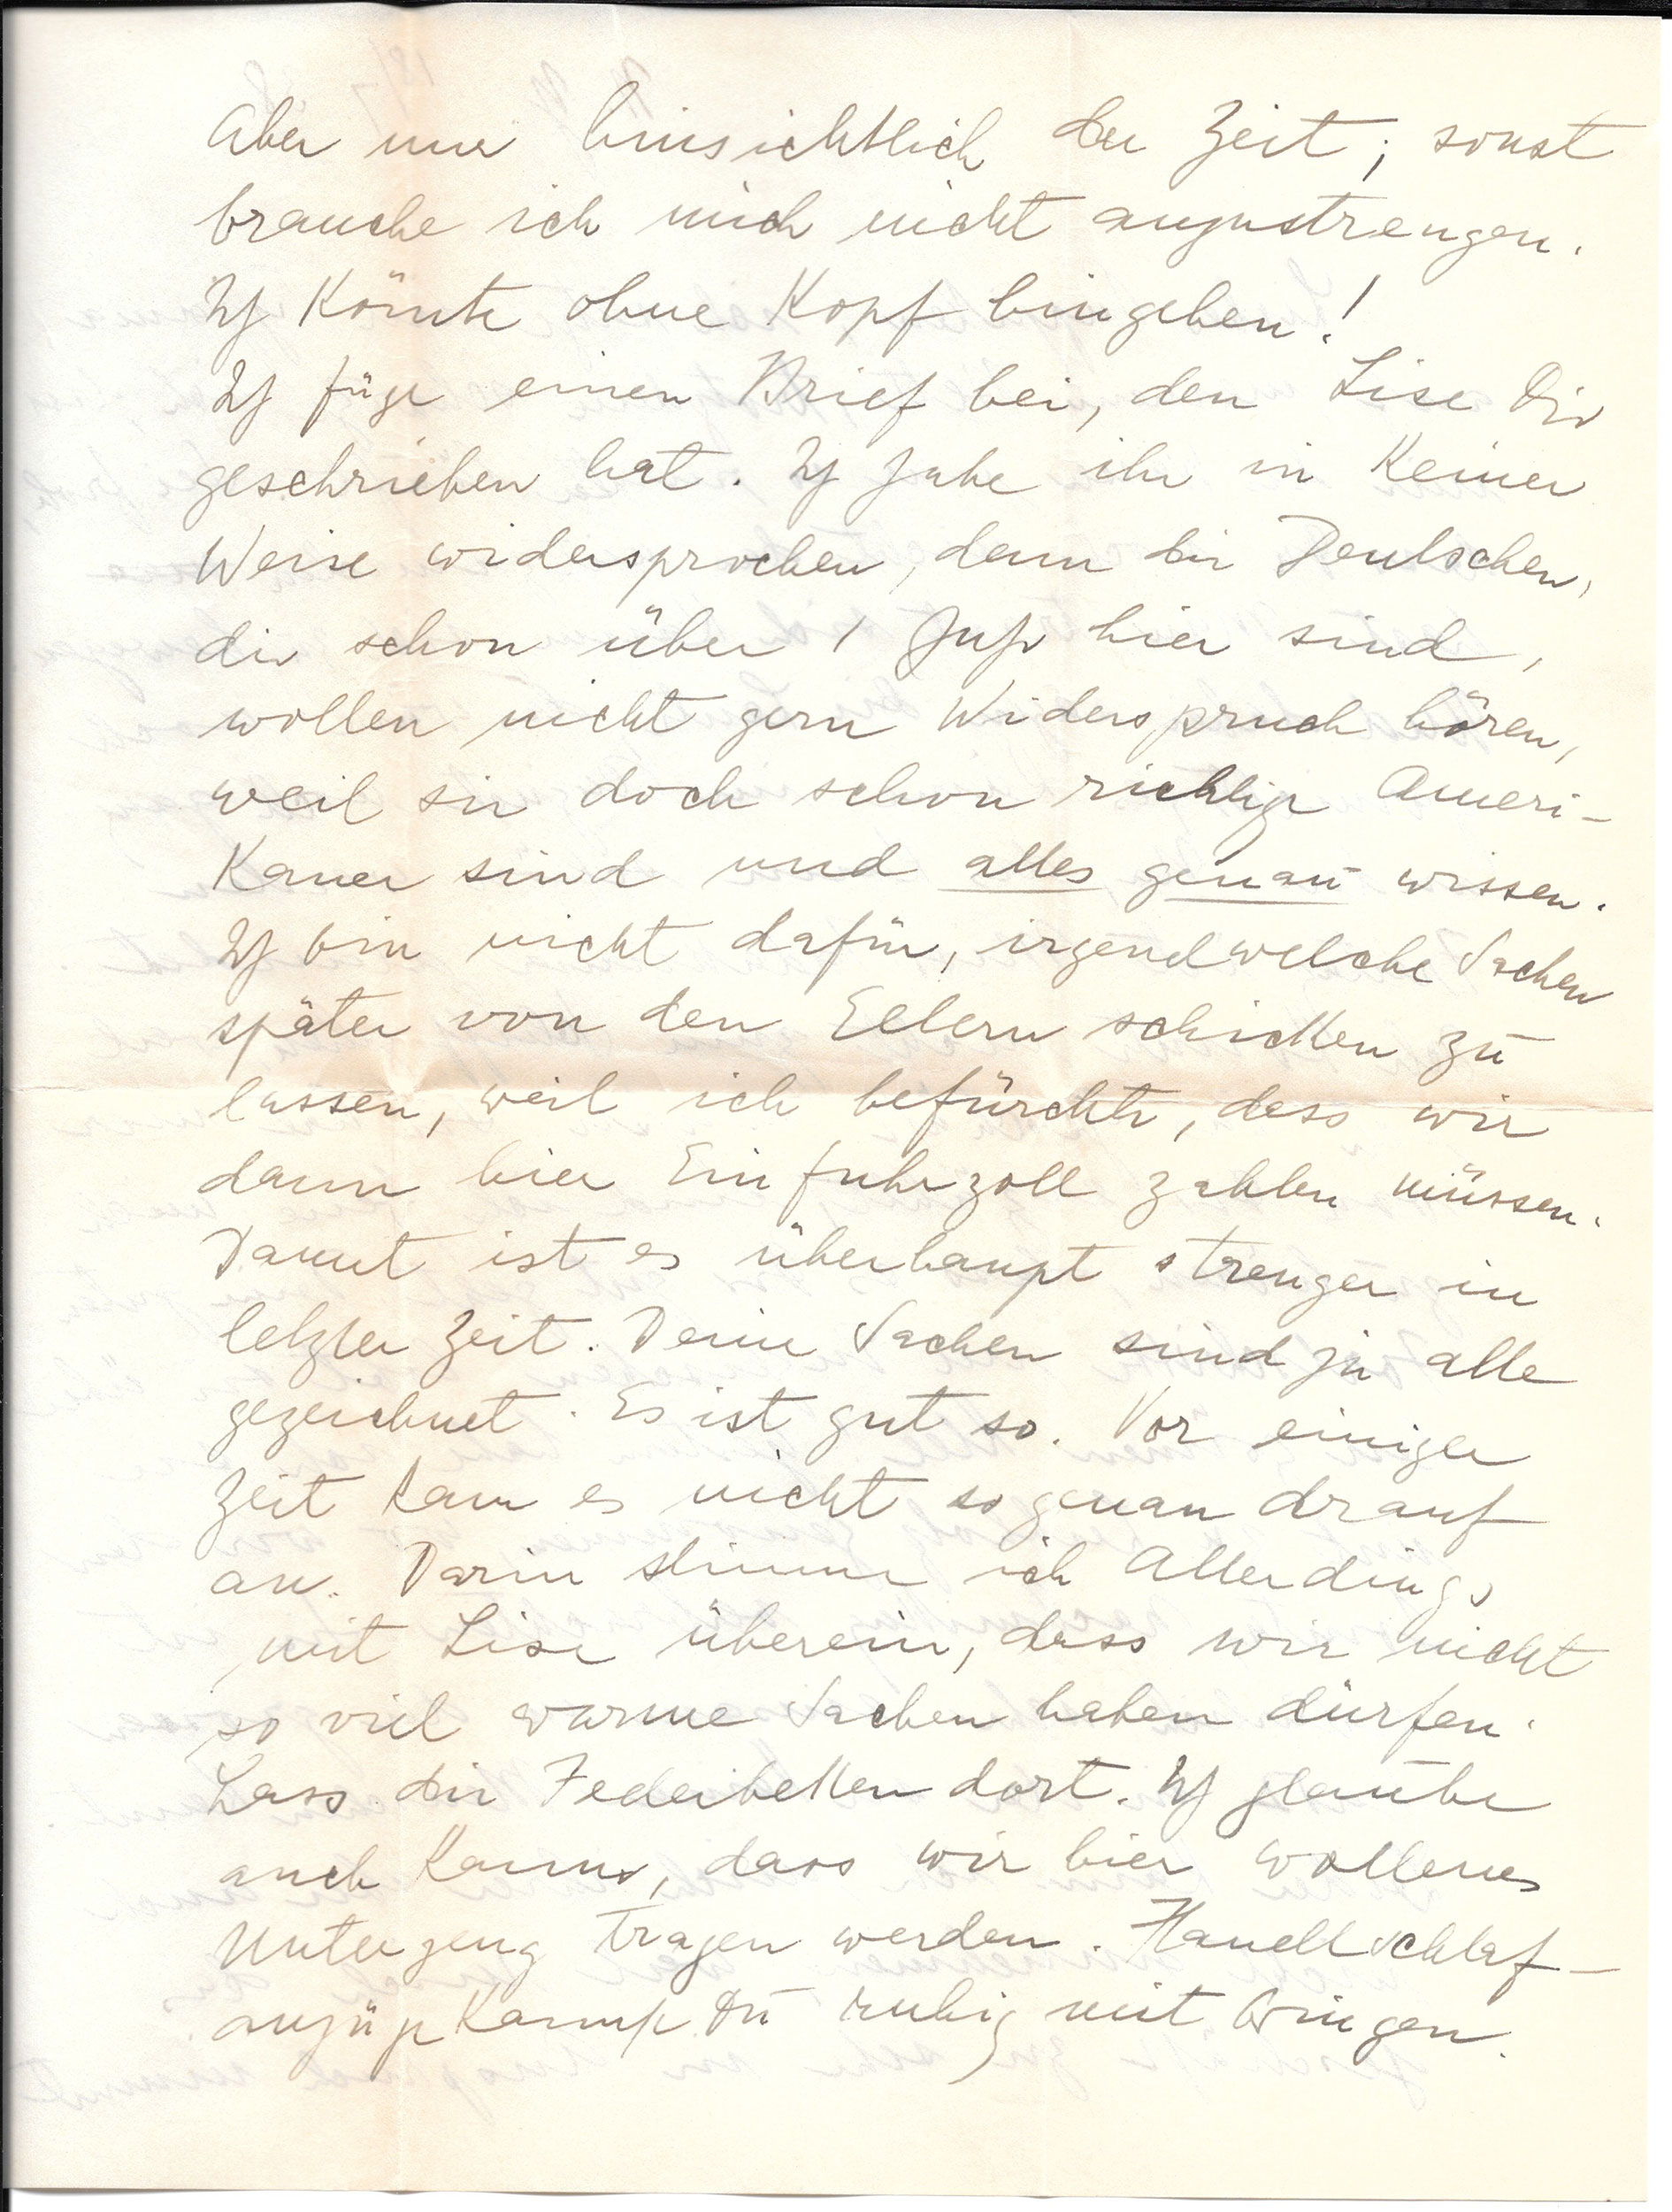 Aber nur hinsichtlich der Zeit; sonst
brauche ich mich nicht anzustrengen.
Ich könnte ohne Kopf hingehen!
Ich füge einen Brief bei, den Lise Dir
geschrieben hat. Ich habe ihr in keiner
Weise widersprochen, denn die Deutschen,
die schon über 1 Jahr hier sind,
wollen nicht gern Widerspruch hören,
weil sie doch schon richtige Ameri-
kaner sind und alles genau wissen.
Ich bin nicht dafür, irgendwelche Sachen
später von den Eltern schicken zu
lassen, weil ich befürchte, dass wir
dann hier Einfuhrzoll zahlen müssen.
Damit ist es überhaupt strenger in
letzter Zeit. Deine Sachen sind ja alle
gezeichnet. Es ist gut so. Vor einiger
Zeit kam es nicht so genau drauf
an. Darin stimme ich Allerdings
mit Lise überein, dass wir nicht
so viel warme Sachen haben dürfen.
Lass die Federbetten dort. Ich glaube
auch kaum, dass wir hier wollenes
Unterzeug tragen werden. Flanellschlaf-
anzüge kannst Du ruhig mit bringen.